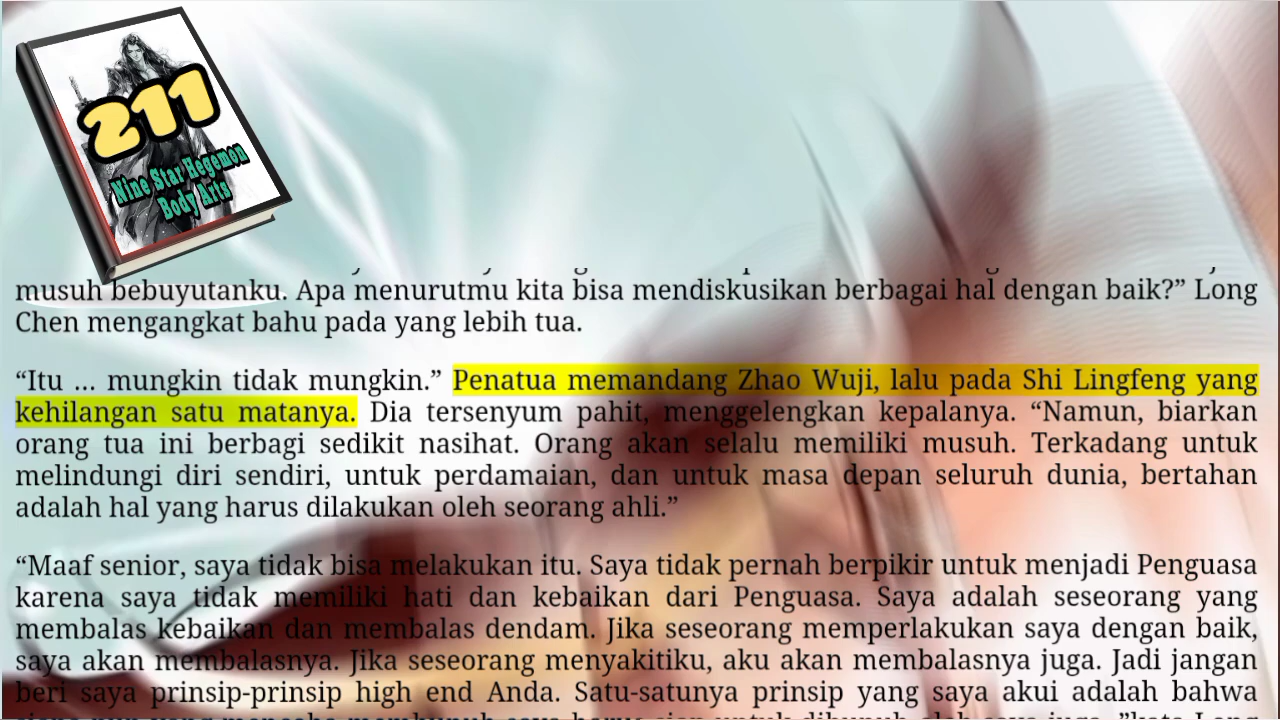 211
Nine Star Hegemon
Body Arts
musuh bebuyutanku. Apa menurutmu kita bisa mendiskusikan berbagai hal dengan baik?” Long
Chen mengangkat bahu pada yang lebih tua.
“Itu ... mungkin tidak mungkin.” Penatua memandang Zhao Wuji, lalu pada Shi Lingfeng yang
kehilangan satu matanya. Dia tersenyum pahit, menggelengkan kepalanya. “Namun, biarkan
orang tua ini berbagi sedikit nasihat. Orang akan selalu memiliki musuh. Terkadang untuk
melindungi diri sendiri, untuk perdamaian, dan untuk masa depan seluruh dunia, bertahan
adalah hal yang harus dilakukan oleh seorang ahli.”
“Maaf senior, saya tidak bisa melakukan itu. Saya tidak pernah berpikir untuk menjadi Penguasa
karena saya tidak memiliki hati dan kebaikan dari Penguasa. Saya adalah seseorang yang
membalas kebaikan dan membalas dendam. Jika seseorang memperlakukan saya dengan baik,
saya akan membalasnya. Jika seseorang menyakitiku, aku akan membalasnya juga. Jadi jangan
beri saya prinsip-prinsip high end Anda. Satu-satunya prinsip yang saya akui adalah bahwa